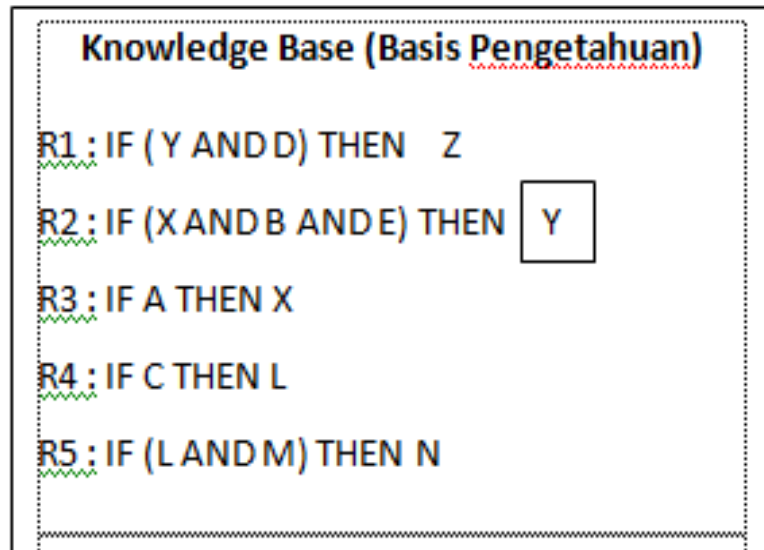 Knowledge Base (Basis Pengetahuan)
R1 : IF ( Y AND D) THEN Z
R2 : IF (X AND B AND E) THEN Y
R3 : IF A THEN X
R4 : IF C THEN L
R5 : IF (L AND M) THEN N